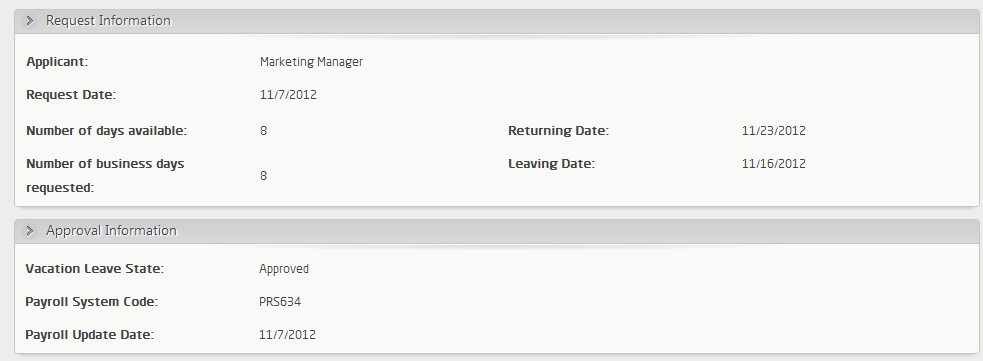 Request Information
Applicant: Marketing Manager
Request Date: 11/7/2012
Number of days available: 8 Returning Date: 11/23/2012
Number of business days requested: 8 Leaving Date: 11/16/2012
Approval Information
Vacation Leave State: Approved
Payroll System Code: PRS634
Payroll Update Date: 11/7/2012